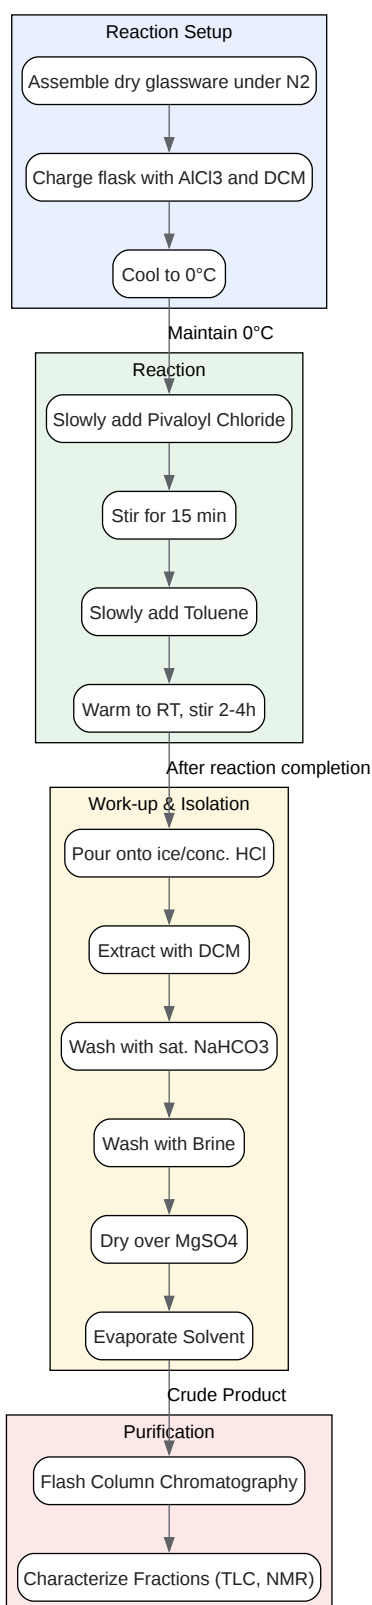 Reaction Setup
Assemble dry glassware under N2
Charge flask with AlCl3 and DCM
Cool to 0°C
Maintain 0°C
Reaction
Slowly add Pivaloyl Chloride
Stir for 15 min
Slowly add Toluene
Warm to RT, stir 2-4h
After reaction completion
Work-up & Isolation
Pour onto ice/conc. HCl
Extract with DCM
Wash with sat. NaHCO3
Wash with Brine
Dry over MgSO4
Evaporate Solvent
Crude Product
Purification
Flash Column Chromatography
Characterize Fractions (TLC, NMR)